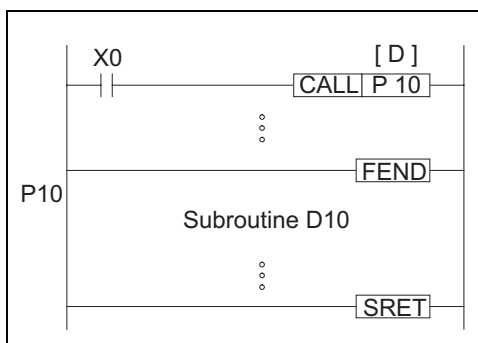 X0 [ D ]
CALL P 10
FEND
P10
Subroutine D10
SRET